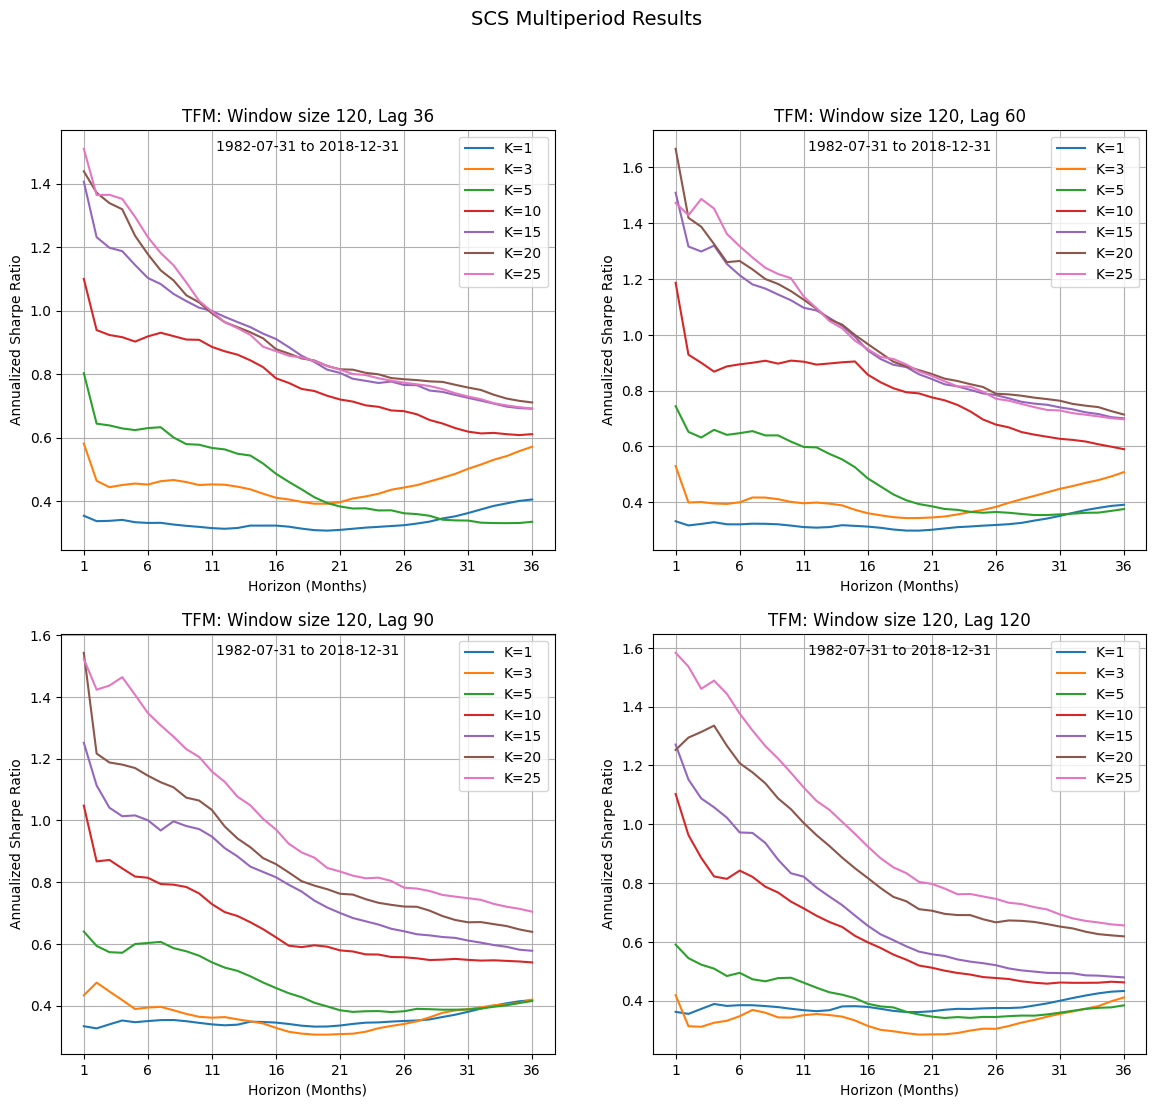 SCS Multiperiod Results
TFM: Window size 120, Lag 36
1982-07-31 to 2018-12-31
K=1
K=3
K=5
K=10
K=15
K=20
K=25
Annualized Sharpe Ratio
1.4
1.2
1.0
0.8
0.6
0.4
1 6 11 16 21 26 31 36
Horizon (Months)
TFM: Window size 120, Lag 60
1982-07-31 to 2018-12-31
K=1
K=3
K=5
K=10
K=15
K=20
K=25
Annualized Sharpe Ratio
1.6
1.4
1.2
1.0
0.8
0.6
0.4
1 6 11 16 21 26 31 36
Horizon (Months)
TFM: Window size 120, Lag 90
1982-07-31 to 2018-12-31
K=1
K=3
K=5
K=10
K=15
K=20
K=25
Annualized Sharpe Ratio
1.6
1.4
1.2
1.0
0.8
0.6
0.4
1 6 11 16 21 26 31 36
Horizon (Months)
TFM: Window size 120, Lag 120
1982-07-31 to 2018-12-31
K=1
K=3
K=5
K=10
K=15
K=20
K=25
Annualized Sharpe Ratio
1.6
1.4
1.2
1.0
0.8
0.6
0.4
1 6 11 16 21 26 31 36
Horizon (Months)